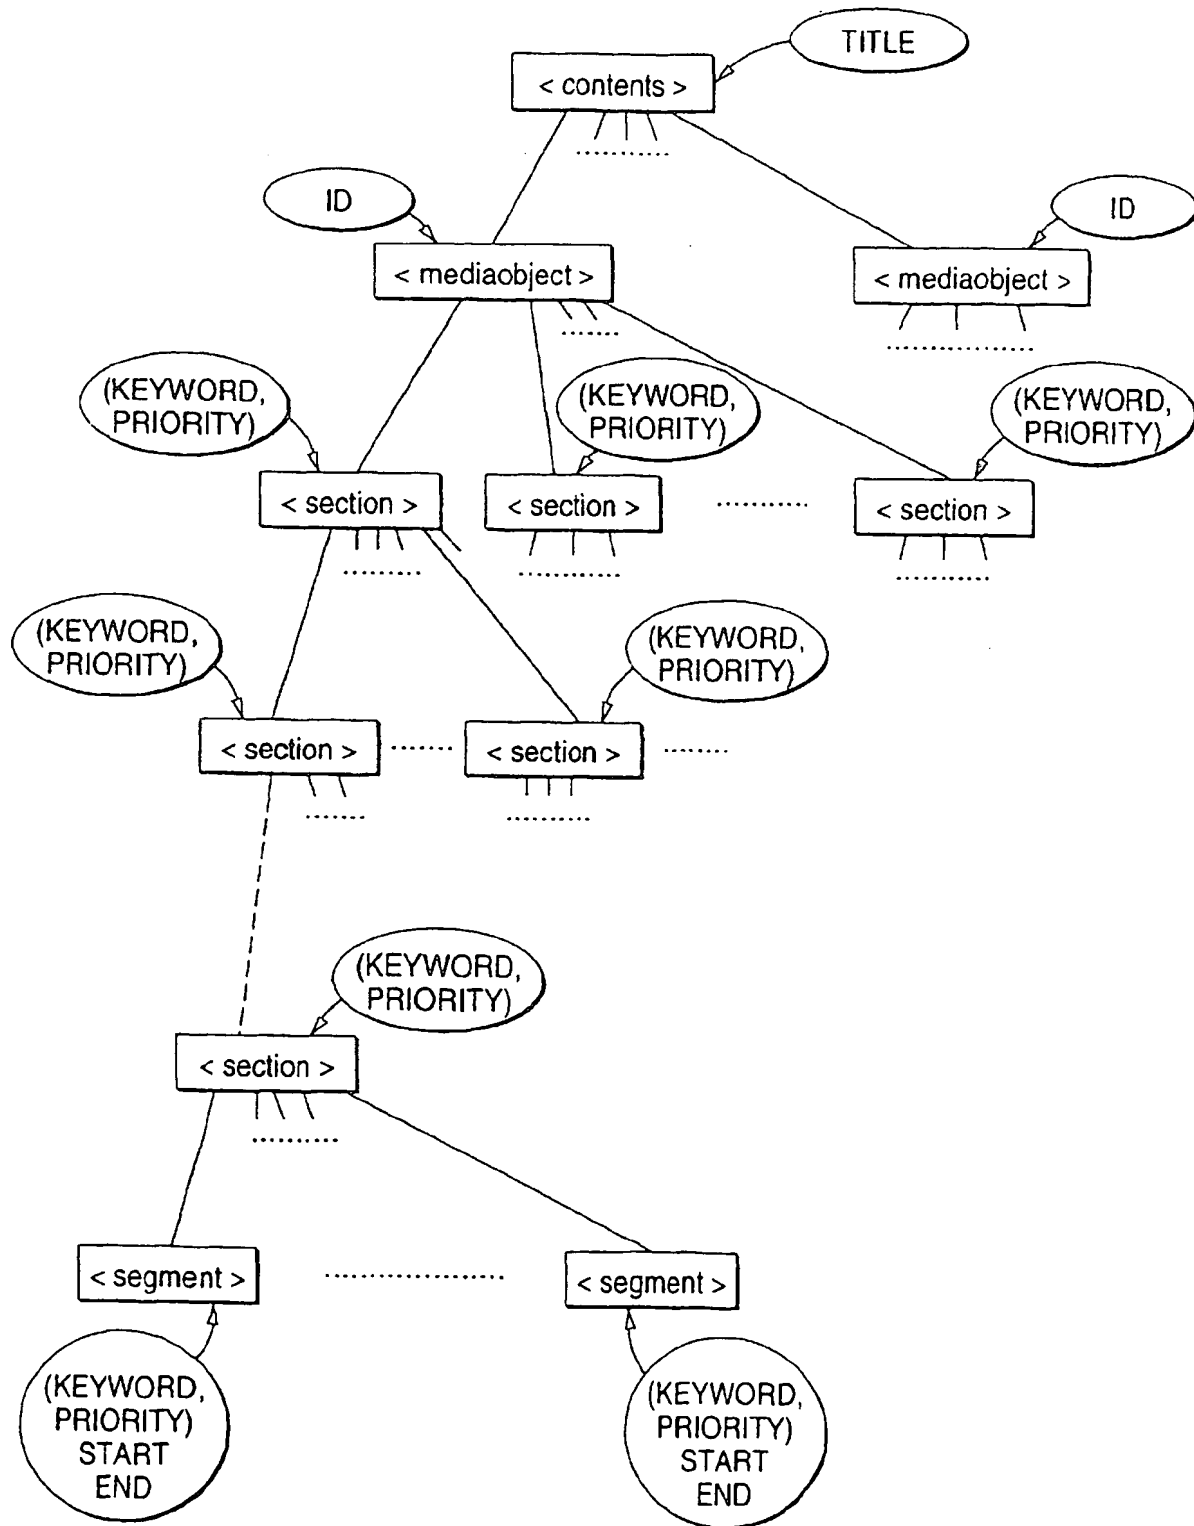 TITLE
< contents >
ID
ID
< mediaobject >
< mediaobject >
(KEYWORD,
PRIORITY)
(KEYWORD,
PRIORITY)
(KEYWORD,
PRIORITY)
< section >
< section >
< section >
(KEYWORD,
PRIORITY)
(KEYWORD,
PRIORITY)
< section >
< section >
(KEYWORD,
PRIORITY)
< section >
< segment >
< segment >
(KEYWORD,
PRIORITY)
START
END
(KEYWORD,
PRIORITY)
START
END